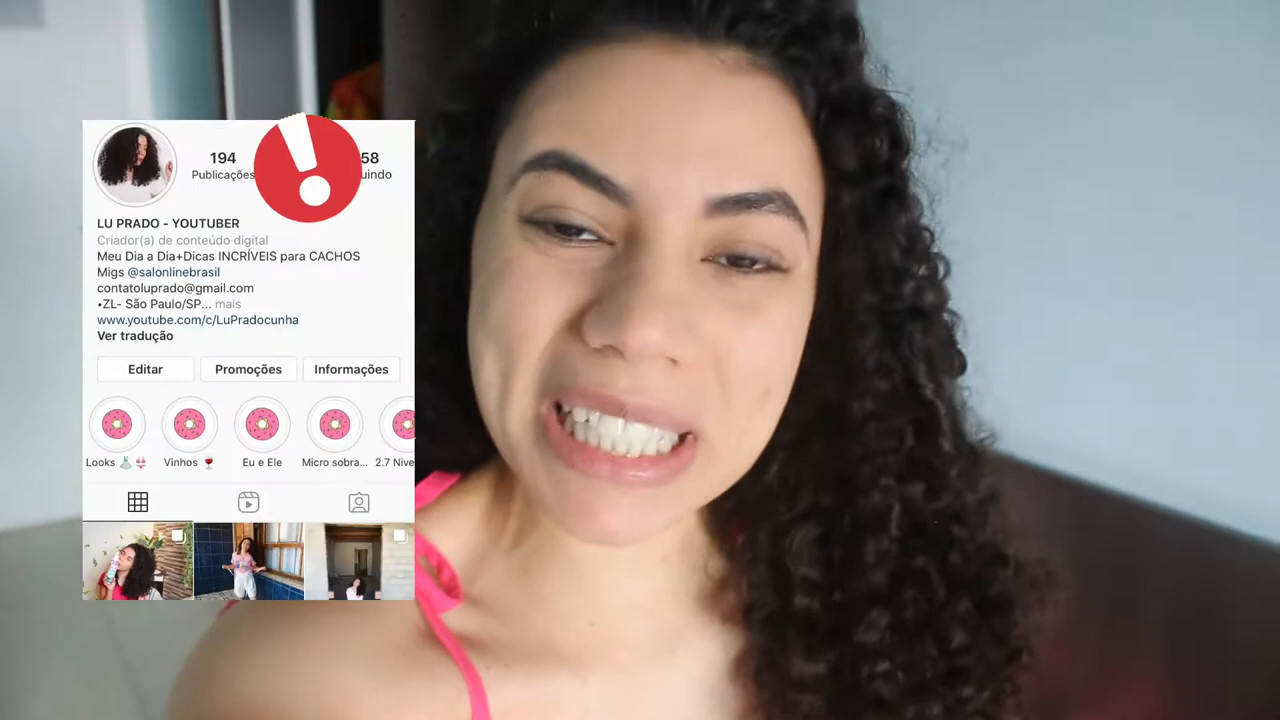 194
58
Publicações
uindo
LU PRADO - YOUTUBER
Criador(a) de conteúdo digital
Meu Dia a Dia+Dicas INCRÍVEIS para CACHOS
Migs @salonlinebrasil
contatoluprado@gmail.com
•ZL- São Paulo/SP... mais
www.youtube.com/c/LuPradocunha
Ver tradução
Editar Promoções Informações
Looks Vinhos Eu e Ele Micro sobra... 2.7 Nive